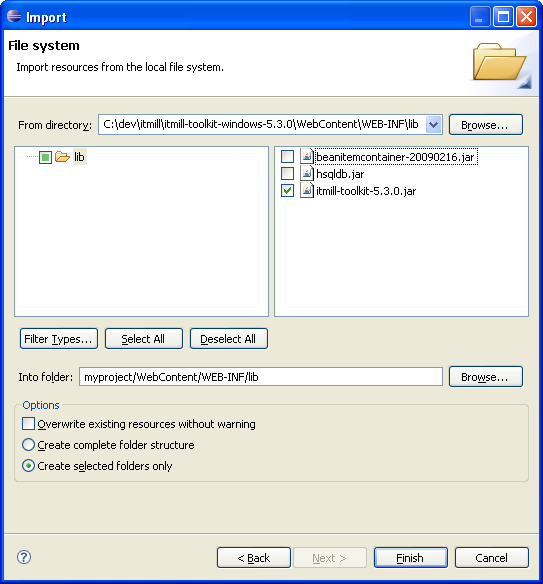 Import
File system
Import resources from the local file system.
From directory: C:\dev\itmill\itmill-toolkit-windows-5.3.0\WebContent\WEB-INF\lib Browse...
lib
beanitemcontainer-20090216.jar
hsqldb.jar
itmill-toolkit-5.3.0.jar
Filter Types... Select All Deselect All
Into folder: myproject/WebContent/WEB-INF/lib Browse...
Options
Overwrite existing resources without warning
Create complete folder structure
Create selected folders only
? < Back Next > Finish Cancel